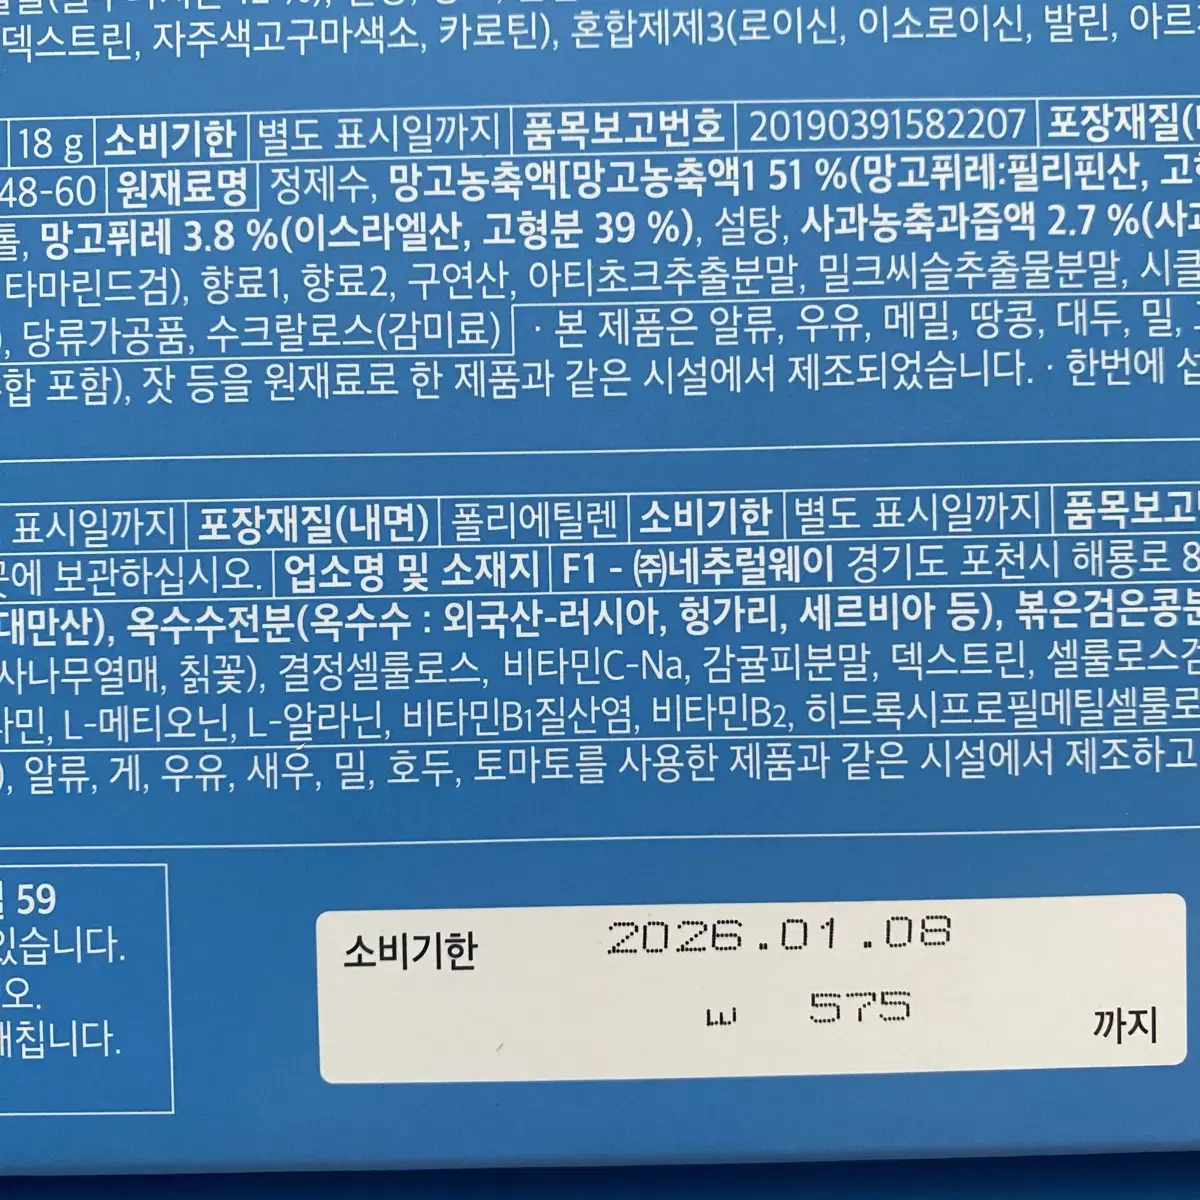 덱스트린, 자주색고구마색소, 카로틴), 혼합제제3(로이신, 이소로이신, 발린,
18 g 소비기한 별도 표시일까지 품목보고번호 20190391582207 포장재질(
48-60 원재료명 정제수, 망고농축액[망고농축액1 51 %(망고퓌레:필리핀산,
망고퓌레 3.8 %(이스라엘산, 고형분 39 %), 설탕, 사과농축과즙액 2.7 %(
타마린드검), 향료1, 향료2, 구연산, 아티초크추출분말, 밀크씨슬추출물분말,
), 당류가공품, 수크랄로스(감미료) · 본 제품은 알류, 우유, 메밀, 땅콩, 대두, 밀,
포함), 잣 등을 원재료로 한 제품과 같은 시설에서 제조되었습니다. · 한번에
표시일까지 포장재질(내면) 폴리에틸렌 소비기한 별도 표시일까지 품목보고
에 보관하십시오. 업소명 및 소재지 F1 - ㈜네추럴웨이 경기도 포천시 해룡로 8
대만산), 옥수수전분(옥수수 : 외국산-러시아, 헝가리, 세르비아 등), 볶은검은콩
사나무열매, 칡꽃), 결정셀룰로스, 비타민C-Na, 감귤피분말, 덱스트린, 셀룰로스
민, L-메티오닌, L-알라닌, 비타민B1질산염, 비타민B2, 히드록시프로필메틸셀룰로
), 알류, 게, 우유, 새우, 밀, 호두, 토마토를 사용한 제품과 같은 시설에서 제조하고
59
있습니다.
오.
칩니다.
소비기한 2026.01.08
E 575
까지